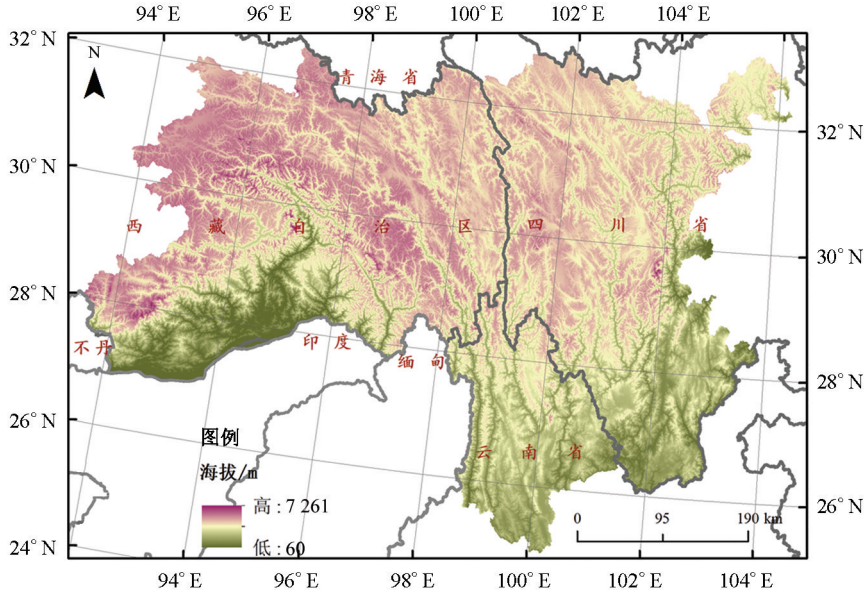 94° E 96° E 98° E 100° E 102° E 104° E
32° N
N
青海省
32° N
30° N
西藏自治区 四川省
30° N
28° N
不丹 印度 缅甸
28° N
26° N
图例
云南省
海拔/m
高 : 7 261
低 : 60
0 95 190 km
26° N
24° N
94° E 96° E 98° E 100° E 102° E 104° E